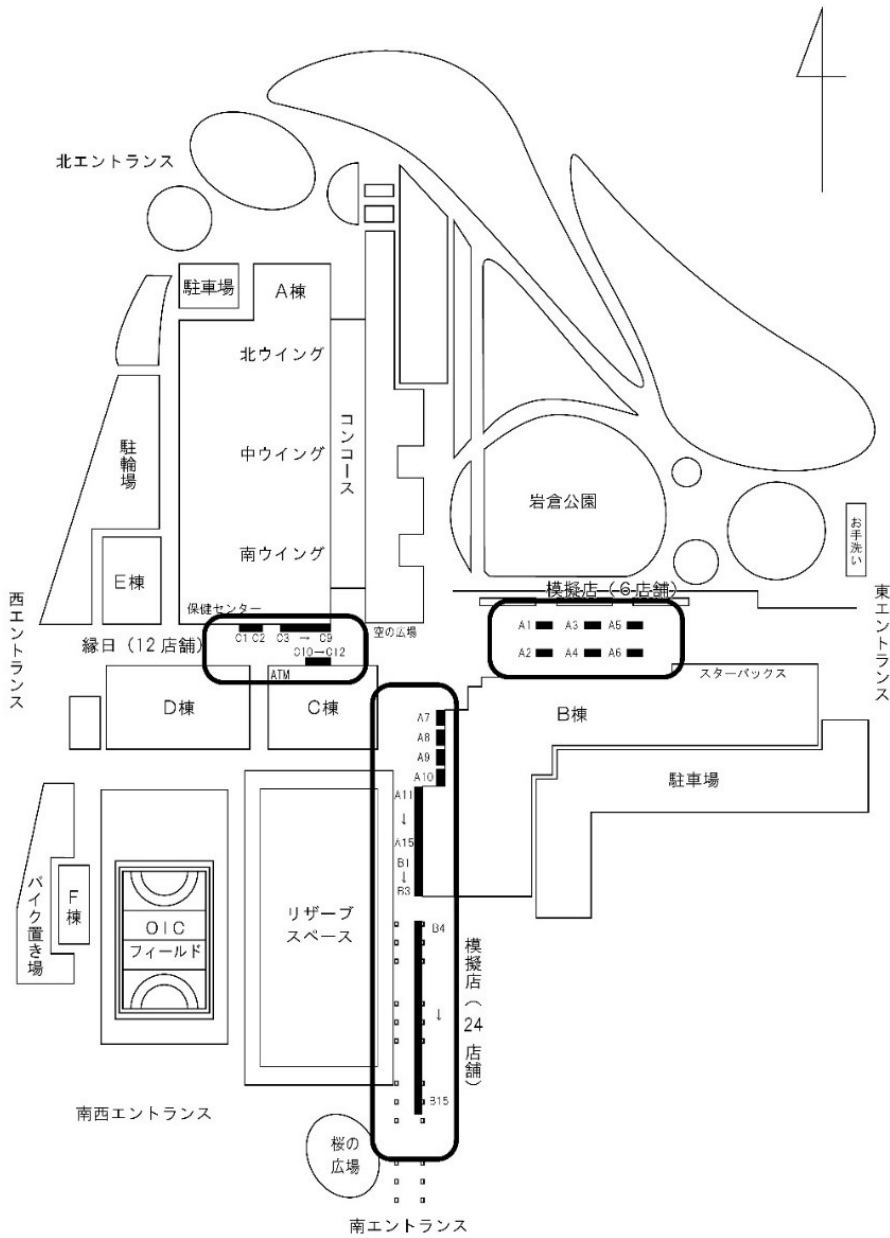 北エントランス
駐車場
A棟
北ウイング
中ウイング
南ウイング
コンコース
駐輪場
E棟
岩倉公園
お手洗い
西エントランス
東エントランス
保健センター
縁日（12店舗）
C1 C2 C3 → C9
C10→C12
ATM
空の広場
模擬店（6店舗）
A1 A3 A5
A2 A4 A6
スターバックス
D棟
C棟
B棟
駐車場
A7
A8
A9
A10
A11
↓
A15
B1
↓
B3
B4
↓
B15
模擬店（24店舗）
バイク置き場
F棟
OIC
フィールド
リザーブ
スペース
南西エントランス
桜の
広場
南エントランス